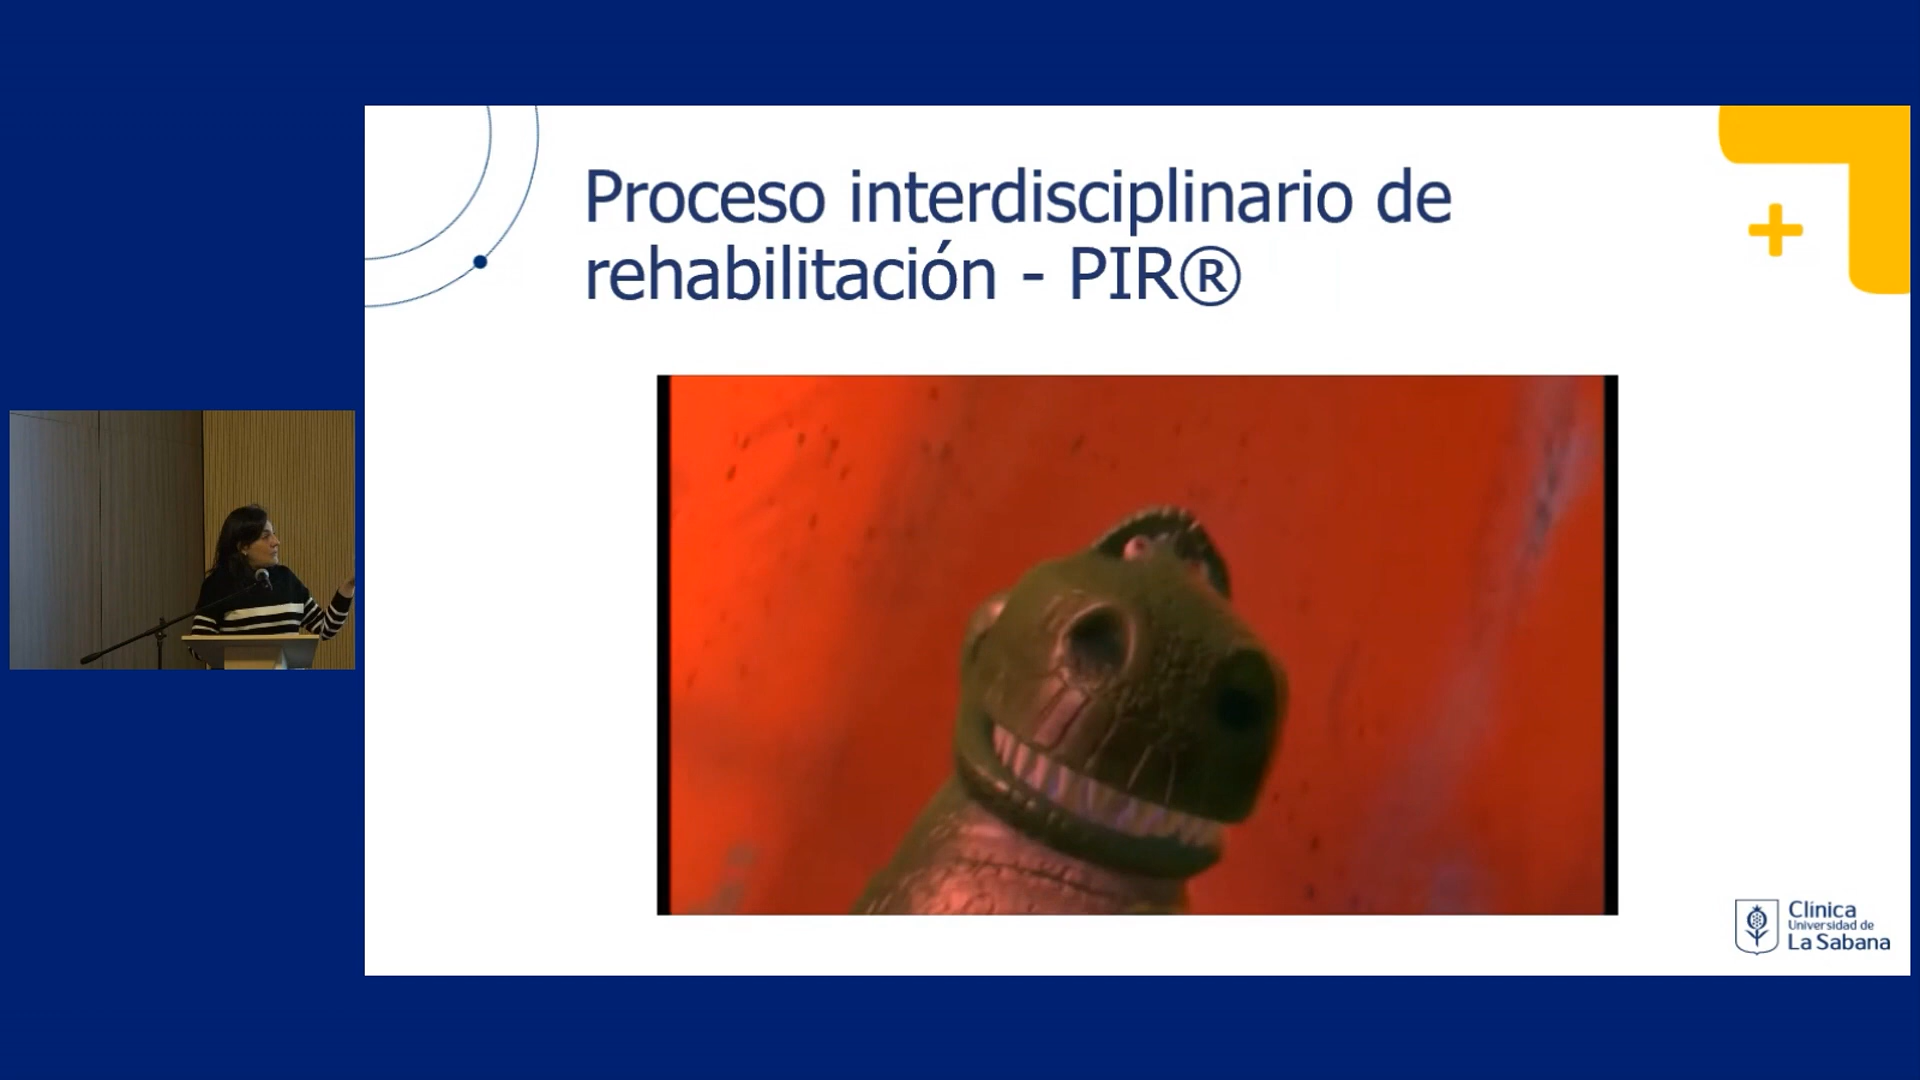 Proceso interdisciplinario de
rehabilitación - PIR®
Clínica
Universidad de
La Sabana